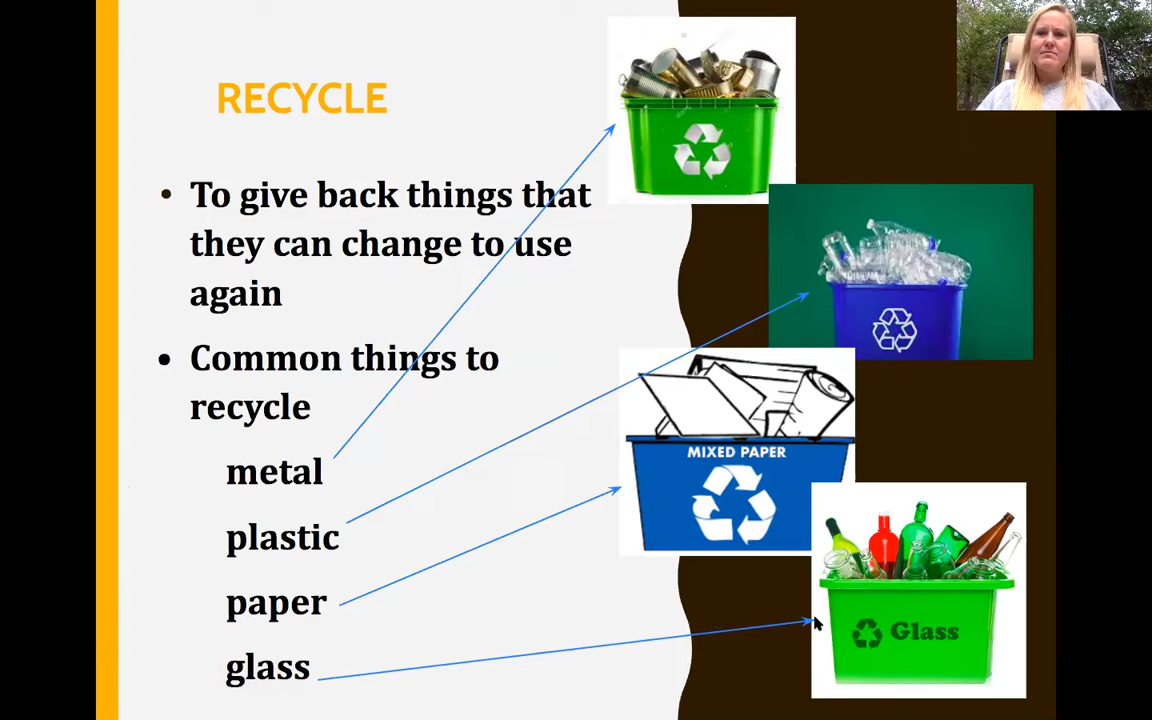 RECYCLE
• To give back things that
they can change to use
again
• Common things to
recycle
metal
plastic
paper
glass
MIXED PAPER
Glass